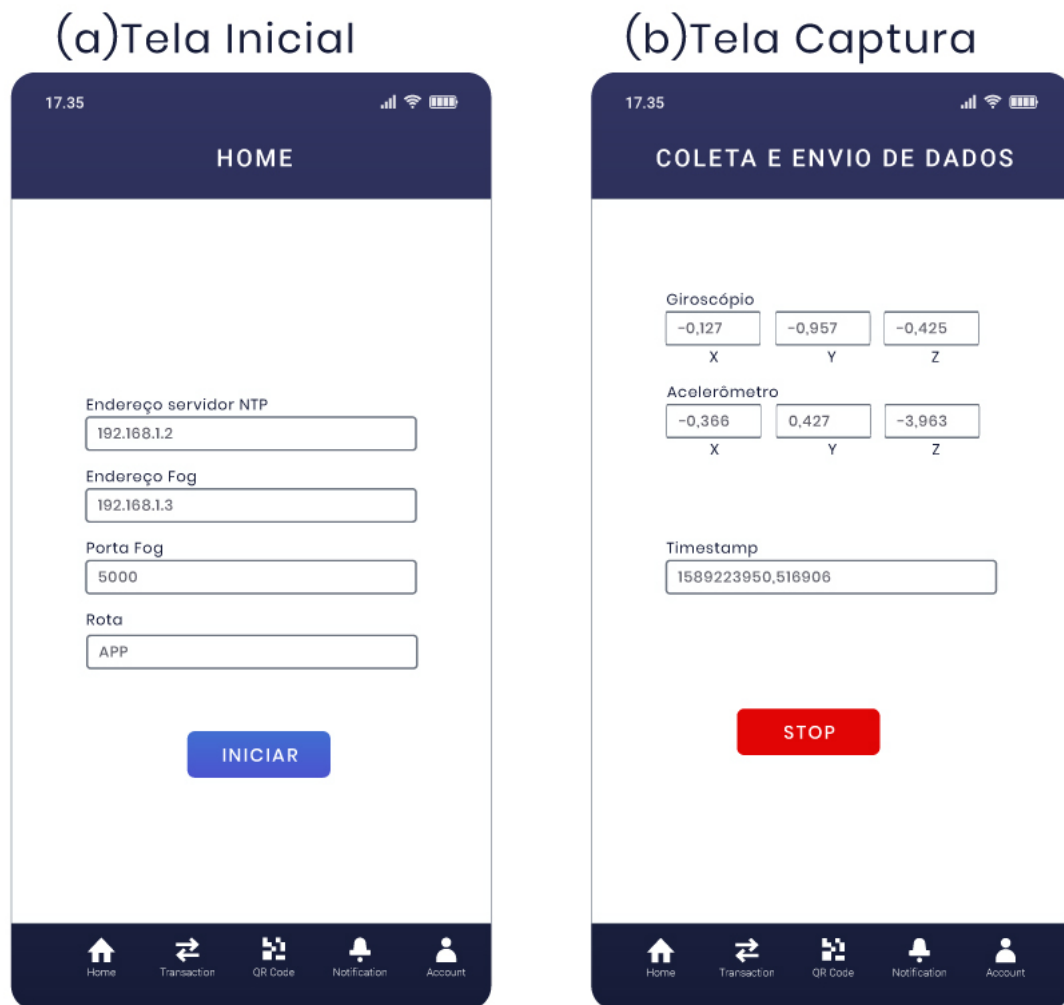 (a)Tela Inicial
17.35
HOME
Endereço servidor NTP
192.168.1.2
Endereço Fog
192.168.1.3
Porta Fog
5000
Rota
APP
INICIAR
Home Transaction QR Code Notification Account
(b)Tela Captura
17.35
COLETA E ENVIO DE DADOS
Giroscópio
-0,127 -0,957 -0,425
X Y Z
Acelerômetro
-0,366 0,427 -3,963
X Y Z
Timestamp
1589223950,516906
STOP
Home Transaction QR Code Notification Account